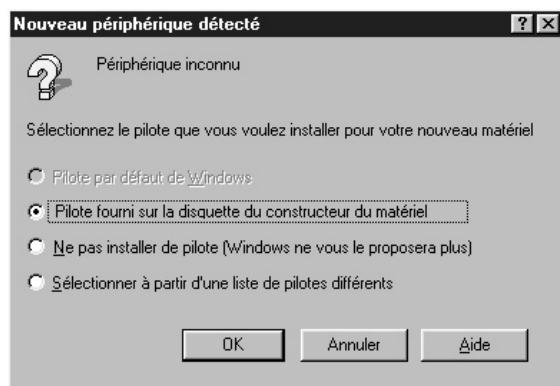 Nouveau périphérique détecté
Périphérique inconnu
Sélectionnez le pilote que vous voulez installer pour votre nouveau matériel
Pilote par défaut de Windows
Pilote fourni sur la disquette du constructeur du matériel
Ne pas installer de pilote (Windows ne vous le proposera plus)
Sélectionner à partir d'une liste de pilotes différents
OK Annuler Aide